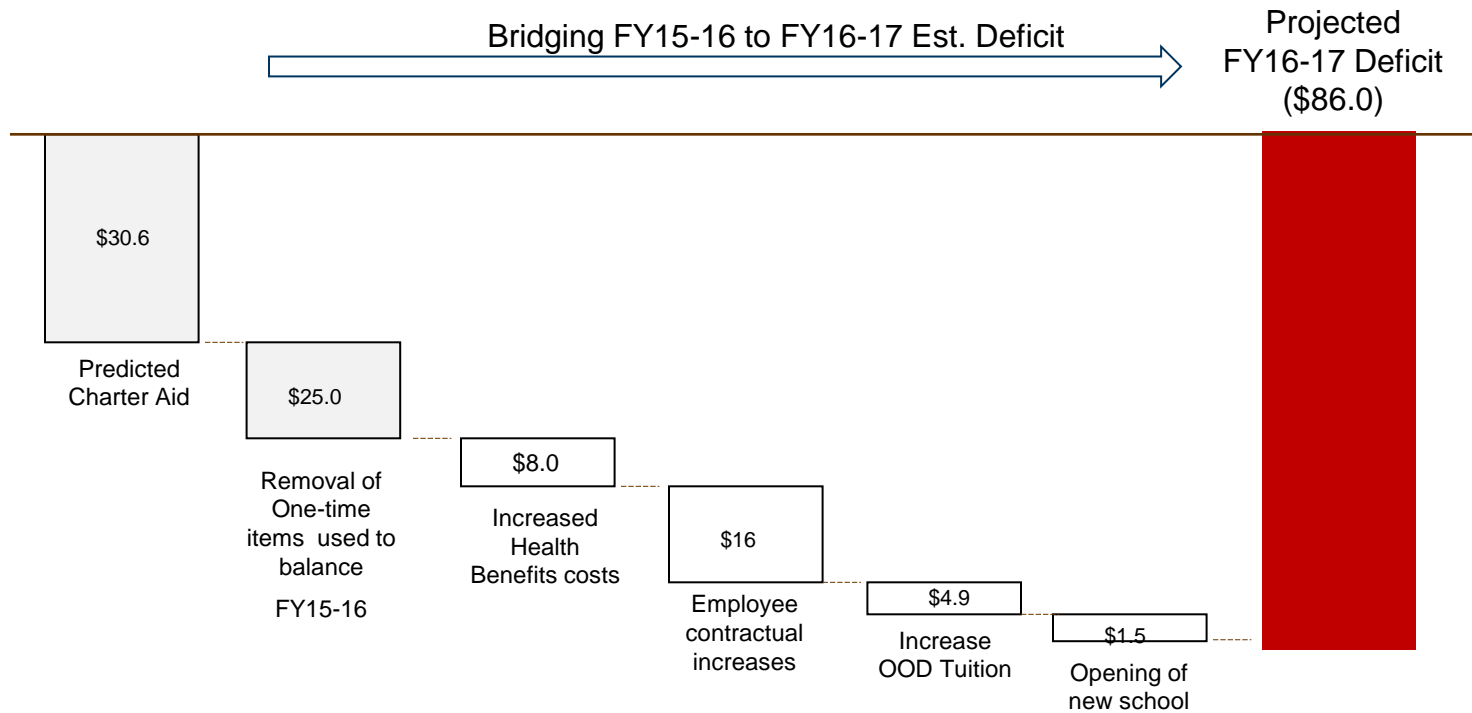 Bridging FY15-16 to FY16-17 Est. Deficit
Projected
FY16-17 Deficit
($86.0)
$30.6
Predicted
Charter Aid
$25.0
Removal of
One-time
items used to
balance
FY15-16
$8.0
Increased
Health
Benefits costs
$16
Employee
contractual
increases
$4.9
Increase
OOD Tuition
$1.5
Opening of
new school